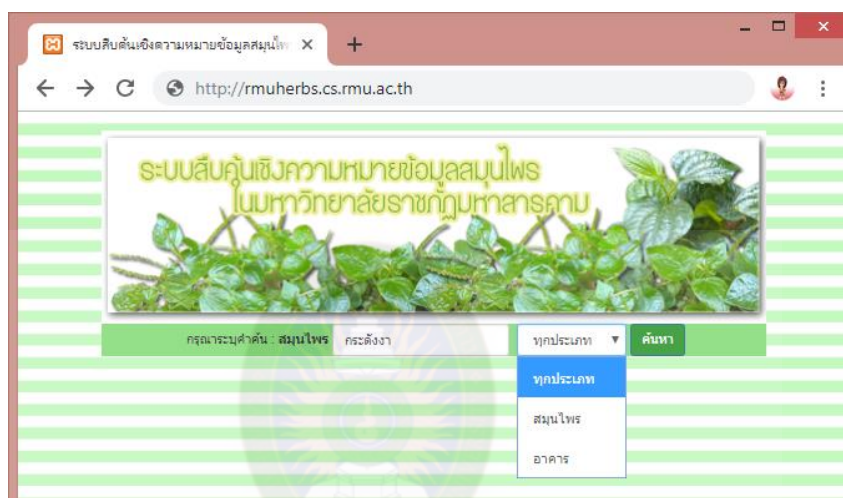 ระบบสืบค้นเชิงความหมายข้อมูลสมุนไพ
http://rmuherbs.cs.rmu.ac.th
ระบบสืบค้นเชิงความหมายข้อมูลสมุนไพร
ในมหาวิทยาลัยราชภัฏมหาสารคาม
กรุณาระบุคำค้น : สมุนไพร กระดังงา ทุกประเภท ค้นหา
ทุกประเภท
สมุนไพร
อาคาร